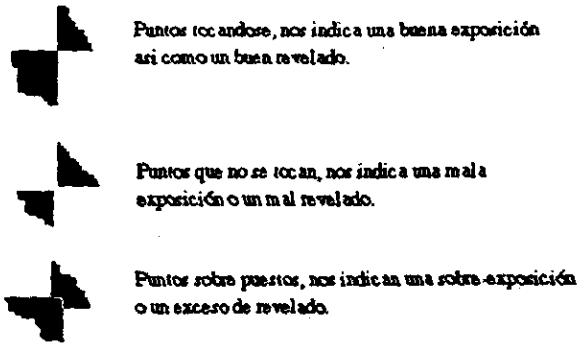 Puntos tocandose, nos indica una buena exposición
asi como un buen revelado.
Puntos que no se tocan, nos indica una mala
exposición o un mal revelado.
Puntos sobre puestos, nos indican una sobre-exposición
o un exceso de revelado.